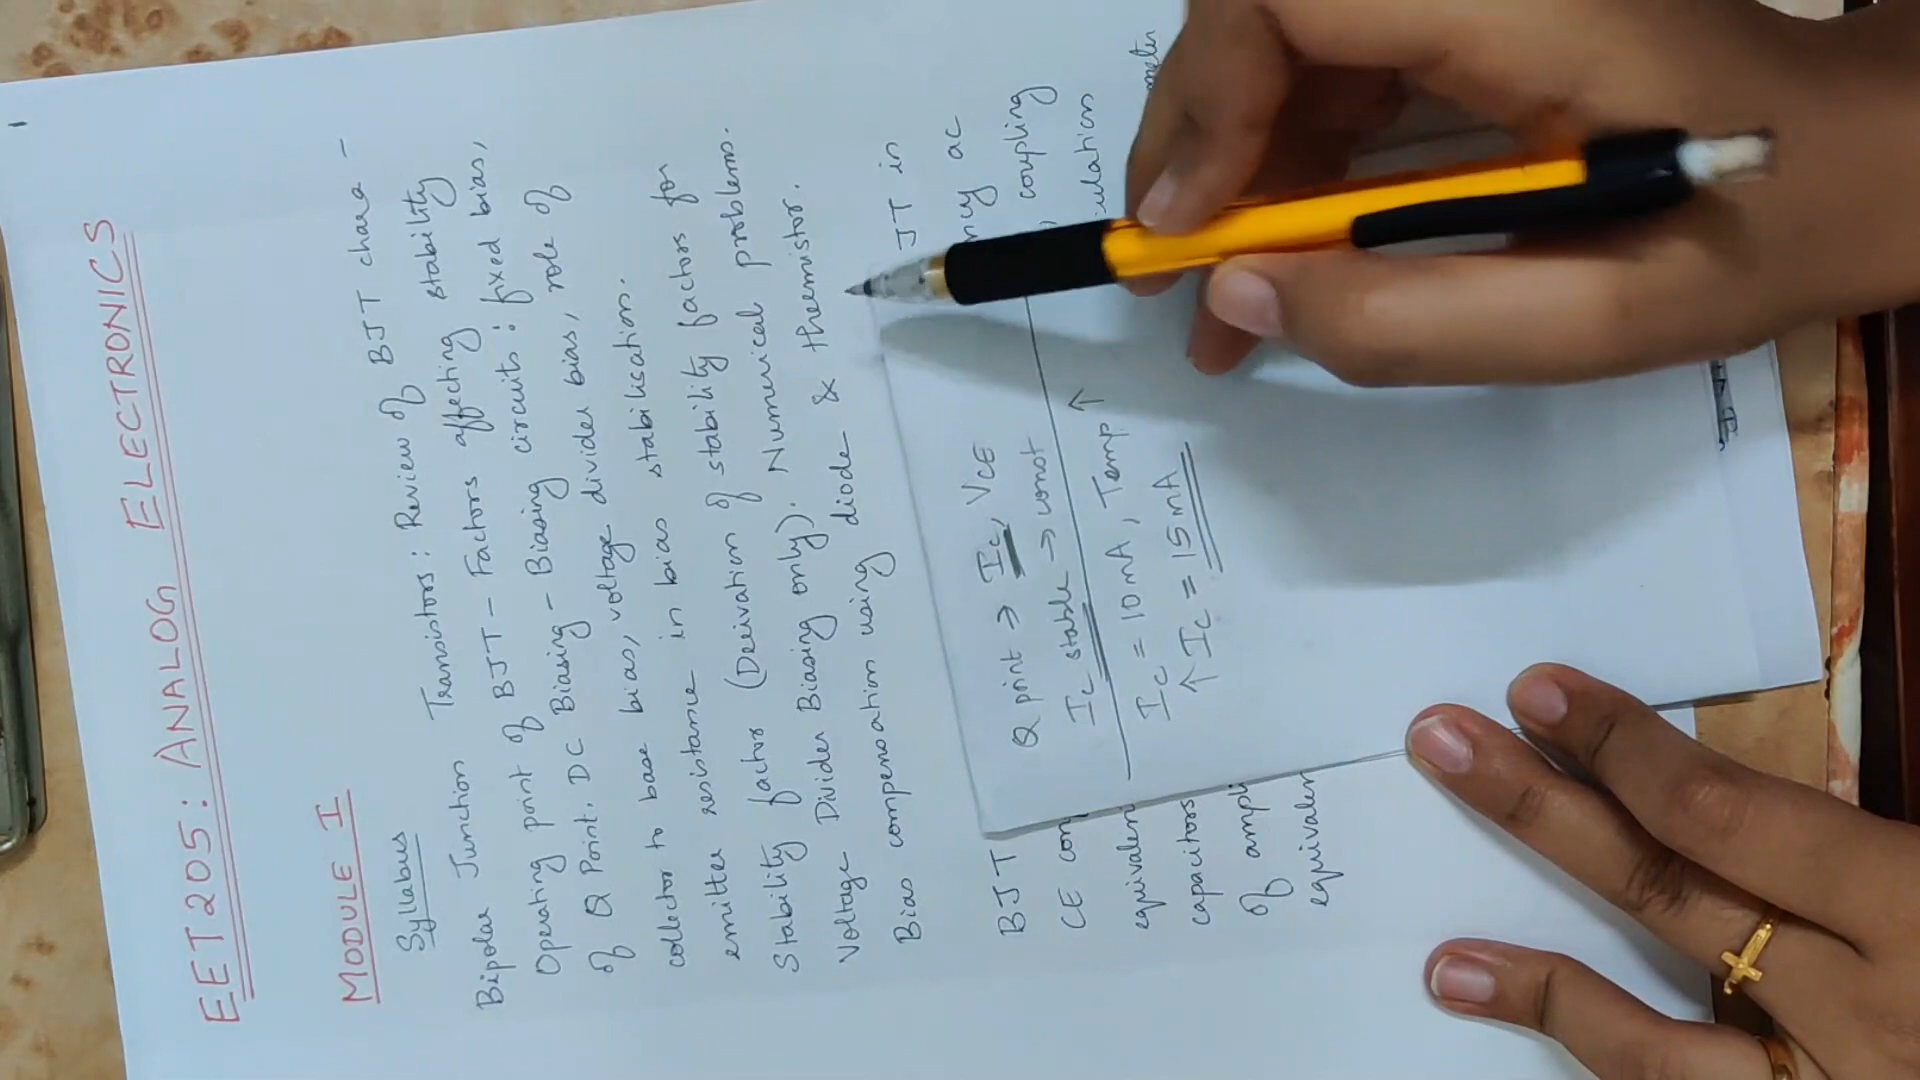 1
EET205: ANALOG ELECTRONICS
MODULE I
Syllabus
Bipolar Junction Transistors: Review of BJT chara-
Operating point of BJT - Factors affecting stability
of Q Point. DC Biasing - Biasing circuits: fixed bias,
collector to base bias, voltage divider bias, role of
emitter resistance in bias stabilisation.
Stability factor (Derivation of stability factors for
Voltage Divider Biasing only). Numerical problems.
Bias compensation using diode & thermistor.
BJT JT in
CE ac
equivalen coupling
capacitors
of
equivalen
Q point → Ic, VCE
Ic stable → const
Ic = 10mA, Temp ↑
↑ Ic = 15mA